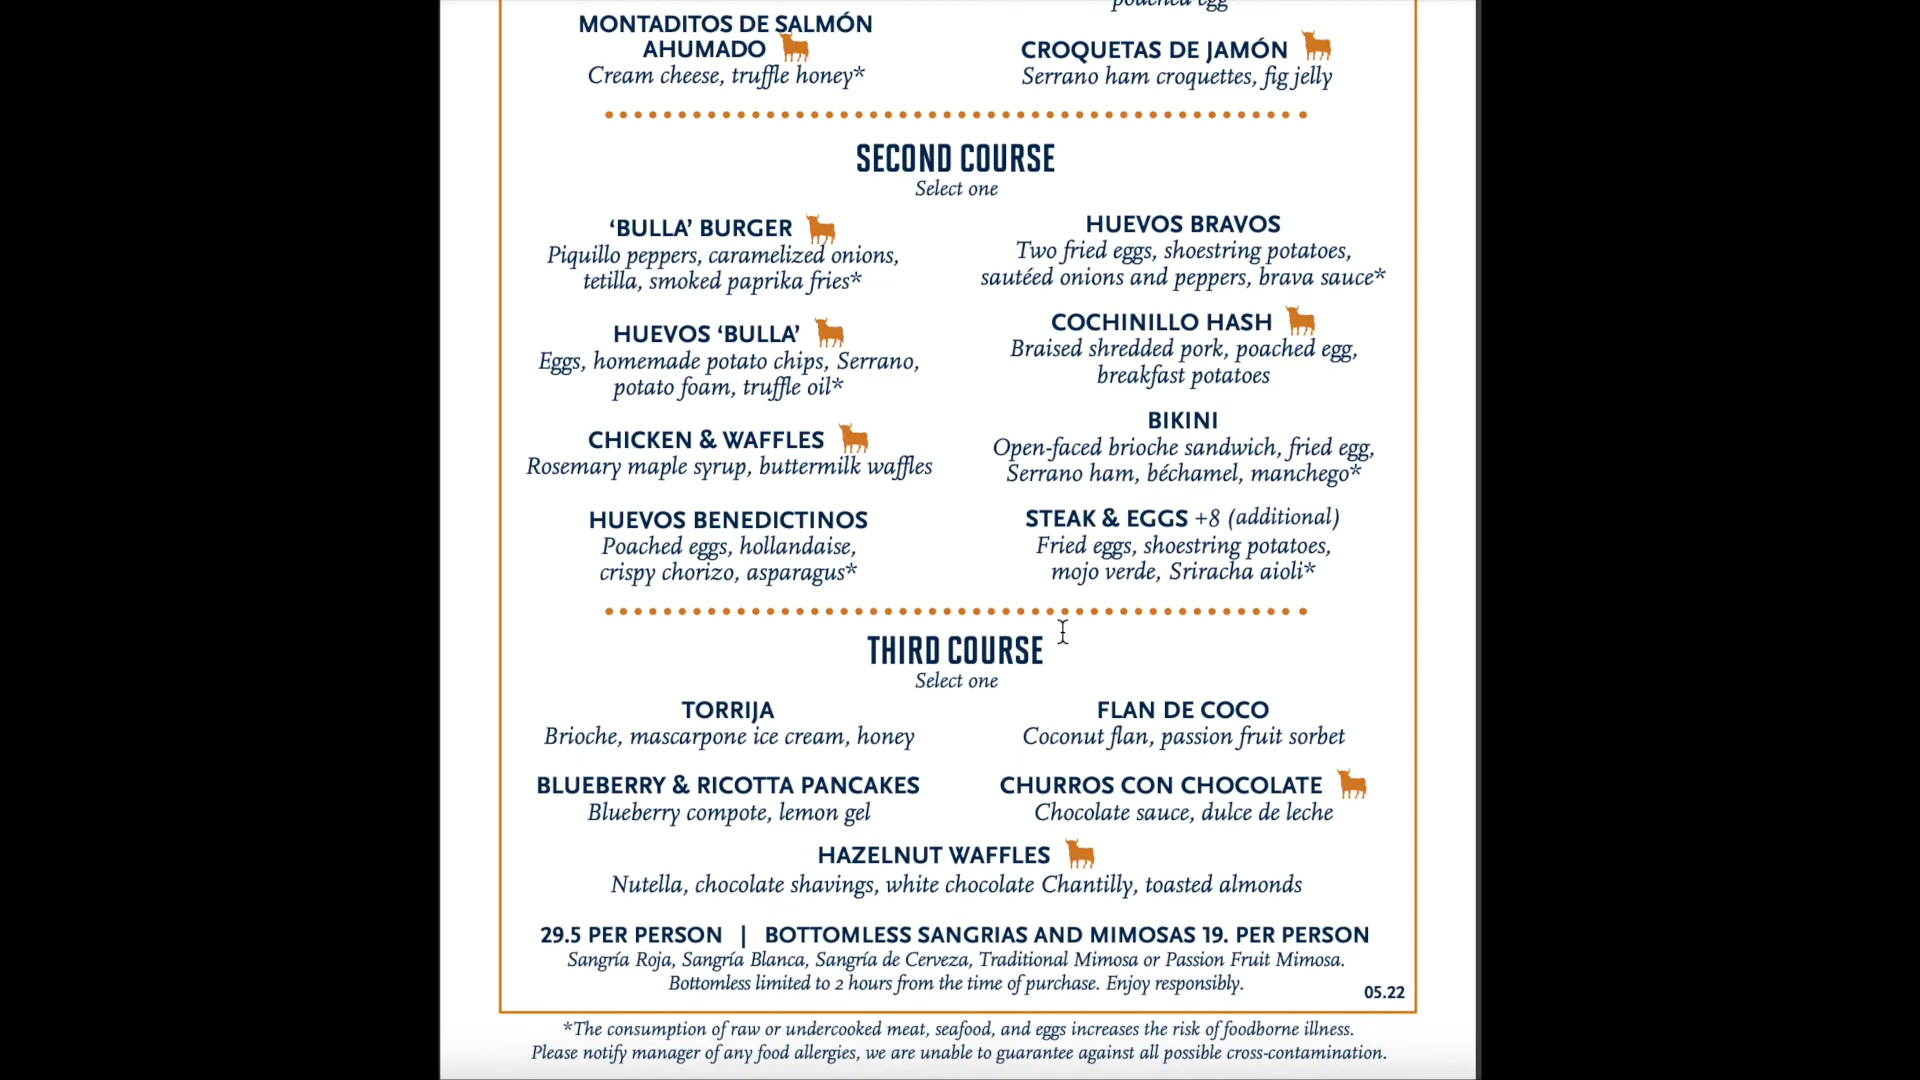 poached egg
MONTADITOS DE SALMÓN
AHUMADO
Cream cheese, truffle honey*
CROQUETAS DE JAMÓN
Serrano ham croquettes, fig jelly
SECOND COURSE
Select one
‘BULLA’ BURGER
Piquillo peppers, caramelized onions,
tetilla, smoked paprika fries*
HUEVOS ‘BULLA’
Eggs, homemade potato chips, Serrano,
potato foam, truffle oil*
CHICKEN & WAFFLES
Rosemary maple syrup, buttermilk waffles
HUEVOS BENEDICTINOS
Poached eggs, hollandaise,
crispy chorizo, asparagus*
HUEVOS BRAVOS
Two fried eggs, shoestring potatoes,
sautéed onions and peppers, brava sauce*
COCHINILLO HASH
Braised shredded pork, poached egg,
breakfast potatoes
BIKINI
Open-faced brioche sandwich, fried egg,
Serrano ham, béchamel, manchego*
STEAK & EGGS +8 (additional)
Fried eggs, shoestring potatoes,
mojo verde, Sriracha aioli*
THIRD COURSE
Select one
TORRIJA
Brioche, mascarpone ice cream, honey
FLAN DE COCO
Coconut flan, passion fruit sorbet
BLUEBERRY & RICOTTA PANCAKES
Blueberry compote, lemon gel
CHURROS CON CHOCOLATE
Chocolate sauce, dulce de leche
HAZELNUT WAFFLES
Nutella, chocolate shavings, white chocolate Chantilly, toasted almonds
29.5 PER PERSON | BOTTOMLESS SANGRIAS AND MIMOSAS 19. PER PERSON
Sangría Roja, Sangría Blanca, Sangría de Cerveza, Traditional Mimosa or Passion Fruit Mimosa.
Bottomless limited to 2 hours from the time of purchase. Enjoy responsibly.
05.22
*The consumption of raw or undercooked meat, seafood, and eggs increases the risk of foodborne illness.
Please notify manager of any food allergies, we are unable to guarantee against all possible cross-contamination.